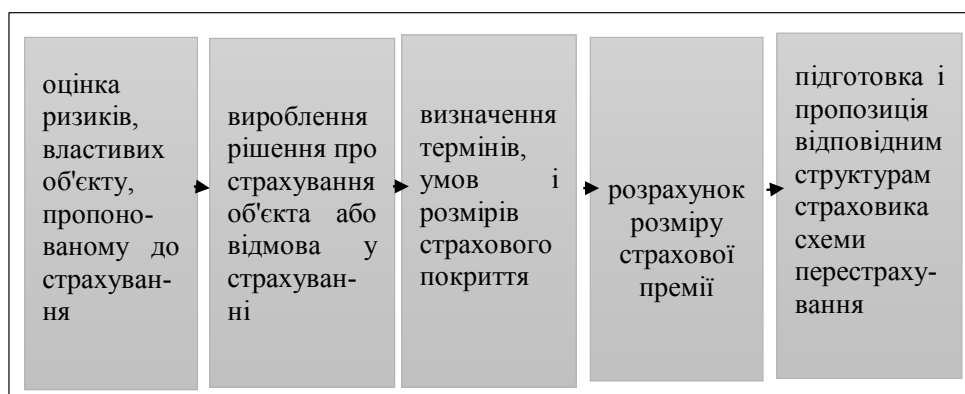 оцінка
ризиків,
властивих
об'єкту,
пропоно-
ваному до
страхуван-
ня
вироблення
рішення про
страхування
об'єкта або
відмова у
страхуван-
ні
визначення
термінів,
умов і
розмірів
страхового
покриття
розрахунок
розміру
страхової
премії
підготовка і
пропозиція
відповідним
структурам
страховика
схеми
перестраху-
вання